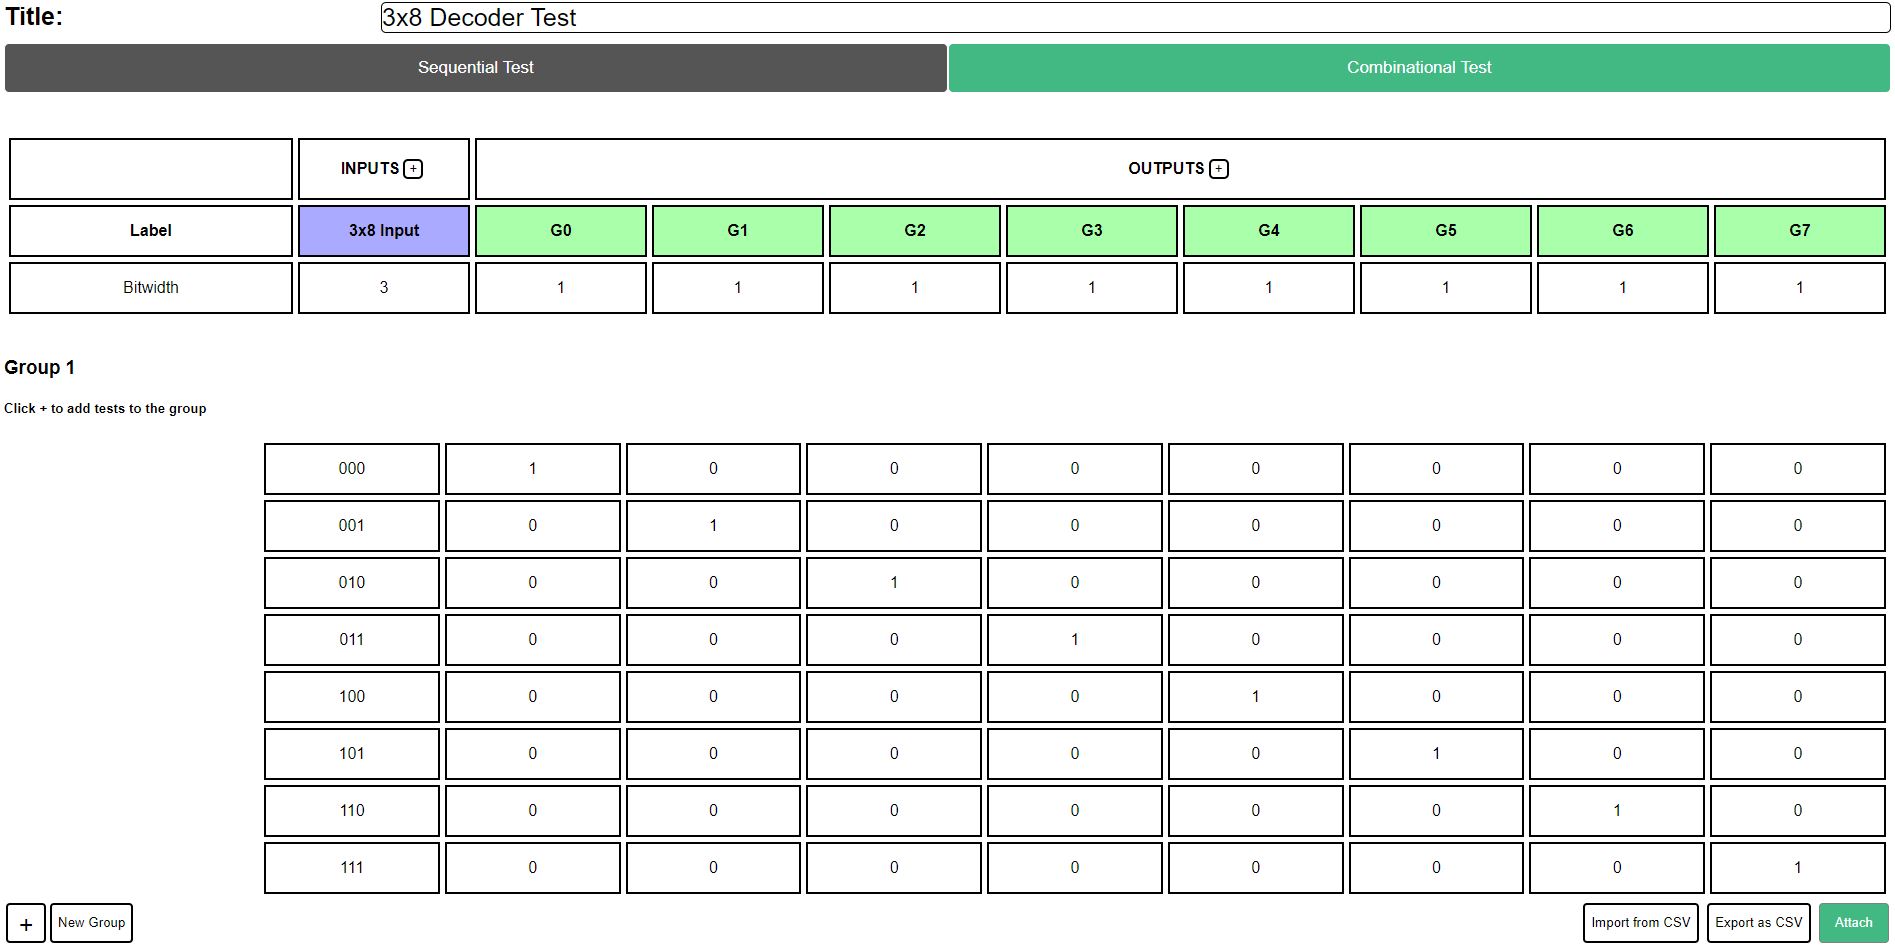 Title: 3x8 Decoder Test
Sequential Test Combinational Test
INPUTS + OUTPUTS +
Label 3x8 Input G0 G1 G2 G3 G4 G5 G6 G7
Bitwidth 3 1 1 1 1 1 1 1 1
Group 1
Click + to add tests to the group
000 1 0 0 0 0 0 0 0
001 0 1 0 0 0 0 0 0
010 0 0 1 0 0 0 0 0
011 0 0 0 1 0 0 0 0
100 0 0 0 0 1 0 0 0
101 0 0 0 0 0 1 0 0
110 0 0 0 0 0 0 1 0
111 0 0 0 0 0 0 0 1
+ New Group Import from CSV Export as CSV Attach